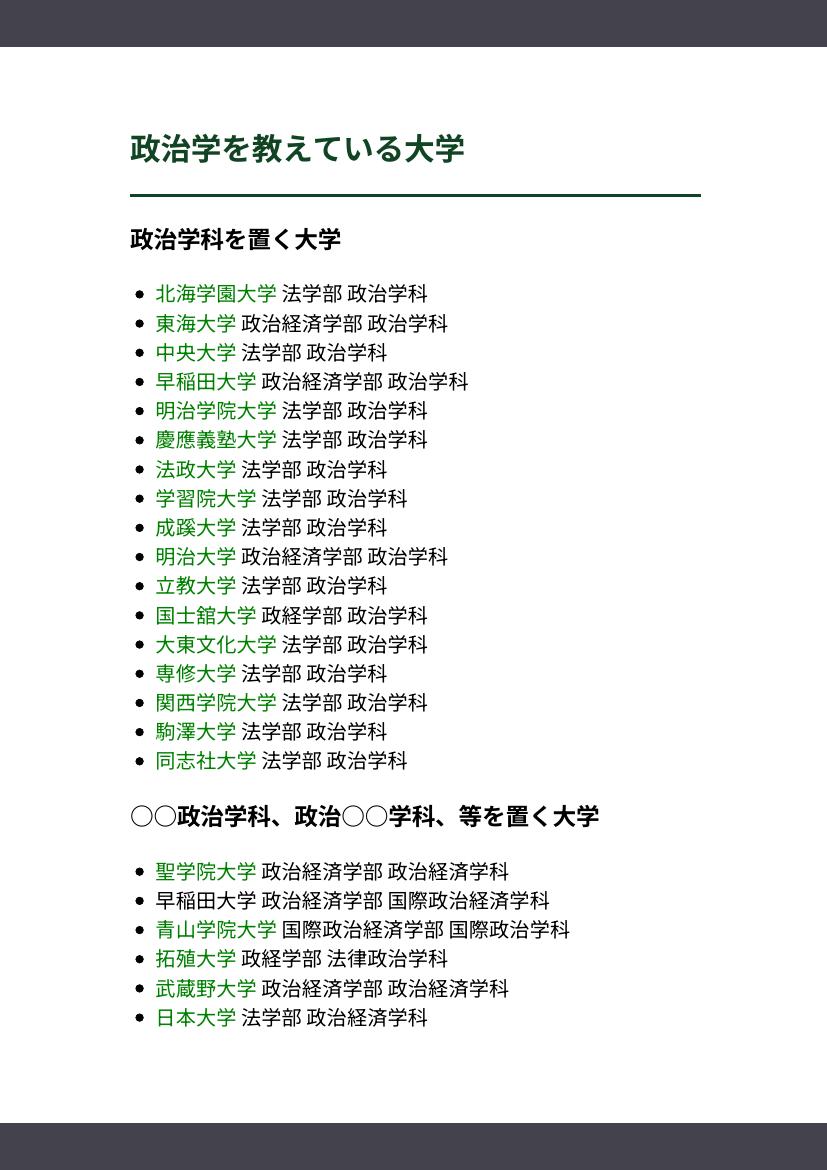 政治学を教えている大学
政治学科を置く大学
北海学園大学 法学部 政治学科
東海大学 政治経済学部 政治学科
中央大学 法学部 政治学科
早稲田大学 政治経済学部 政治学科
明治学院大学 法学部 政治学科
慶應義塾大学 法学部 政治学科
法政大学 法学部 政治学科
学習院大学 法学部 政治学科
成蹊大学 法学部 政治学科
明治大学 政治経済学部 政治学科
立教大学 法学部 政治学科
国士舘大学 政経学部 政治学科
大東文化大学 法学部 政治学科
専修大学 法学部 政治学科
関西学院大学 法学部 政治学科
駒澤大学 法学部 政治学科
同志社大学 法学部 政治学科
〇〇政治学科、政治〇〇学科、等を置く大学
聖学院大学 政治経済学部 政治経済学科
早稲田大学 政治経済学部 国際政治経済学科
青山学院大学 国際政治経済学部 国際政治学科
拓殖大学 政経学部 法律政治学科
武蔵野大学 政治経済学部 政治経済学科
日本大学 法学部 政治経済学科